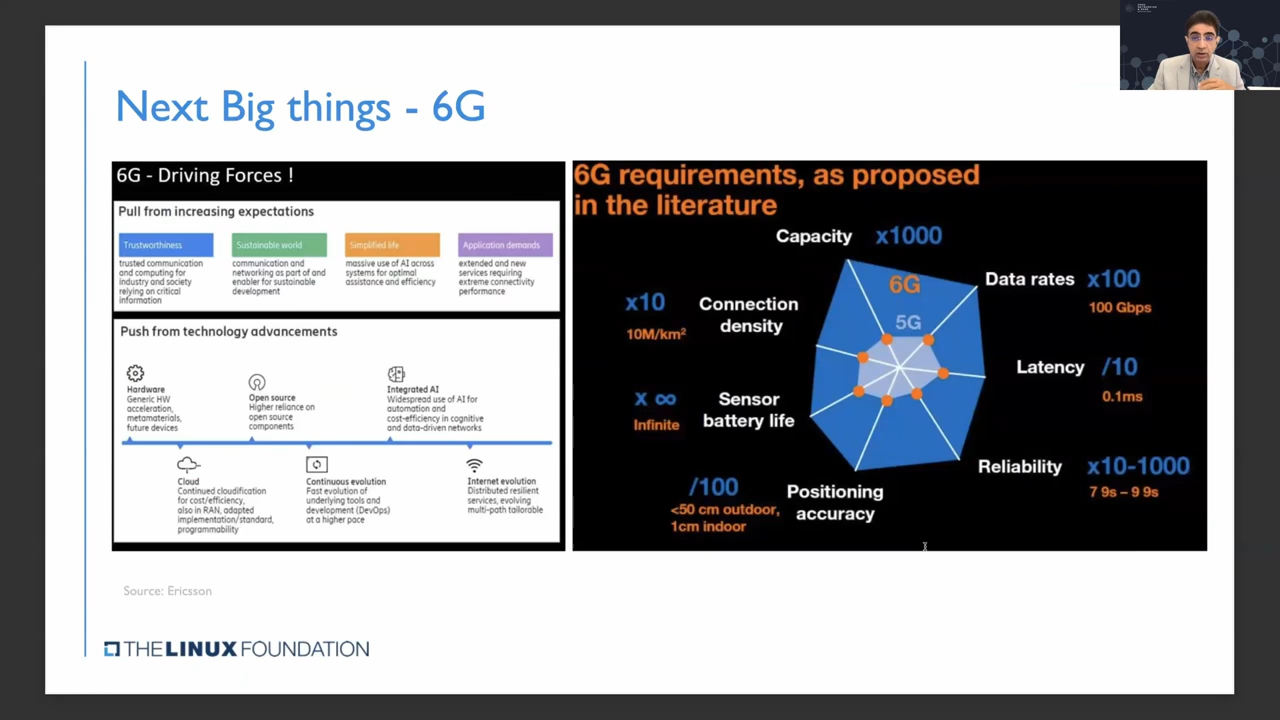 Next Big things - 6G
6G - Driving Forces !
Pull from increasing expectations
Trustworthiness
trusted communication
and computing for
industry and society
relying on critical
information
Sustainable world
communication and
networking as part of and
enabler for sustainable
development
Simplified life
massive use of AI across
systems for optimal
assistance and efficiency
Application demands
extended and new
services requiring
extreme connectivity
performance
Push from technology advancements
Hardware
Generic HW
acceleration,
metamaterials,
future devices
Open source
Higher reliance on
open source
components
Integrated AI
Widespread use of AI for
automation and
cost-efficiency in cognitive
and data-driven networks
Cloud
Continued cloudification
for cost/efficiency,
also in RAN, adapted
implementation/standard,
programmability
Continuous evolution
Fast evolution of
underlying tools and
development (DevOps)
at a higher pace
Internet evolution
Distributed resilient
services, evolving
multi-path tailorable
6G requirements, as proposed
in the literature
Capacity x1000
6G
5G
Data rates x100
100 Gbps
Latency /10
0.1ms
Reliability x10-1000
7 9s – 9 9s
Positioning
accuracy
/100
<50 cm outdoor,
1cm indoor
Sensor
battery life
x ∞
Infinite
Connection
density
x10
10M/km²
Source: Ericsson
THE LINUX FOUNDATION